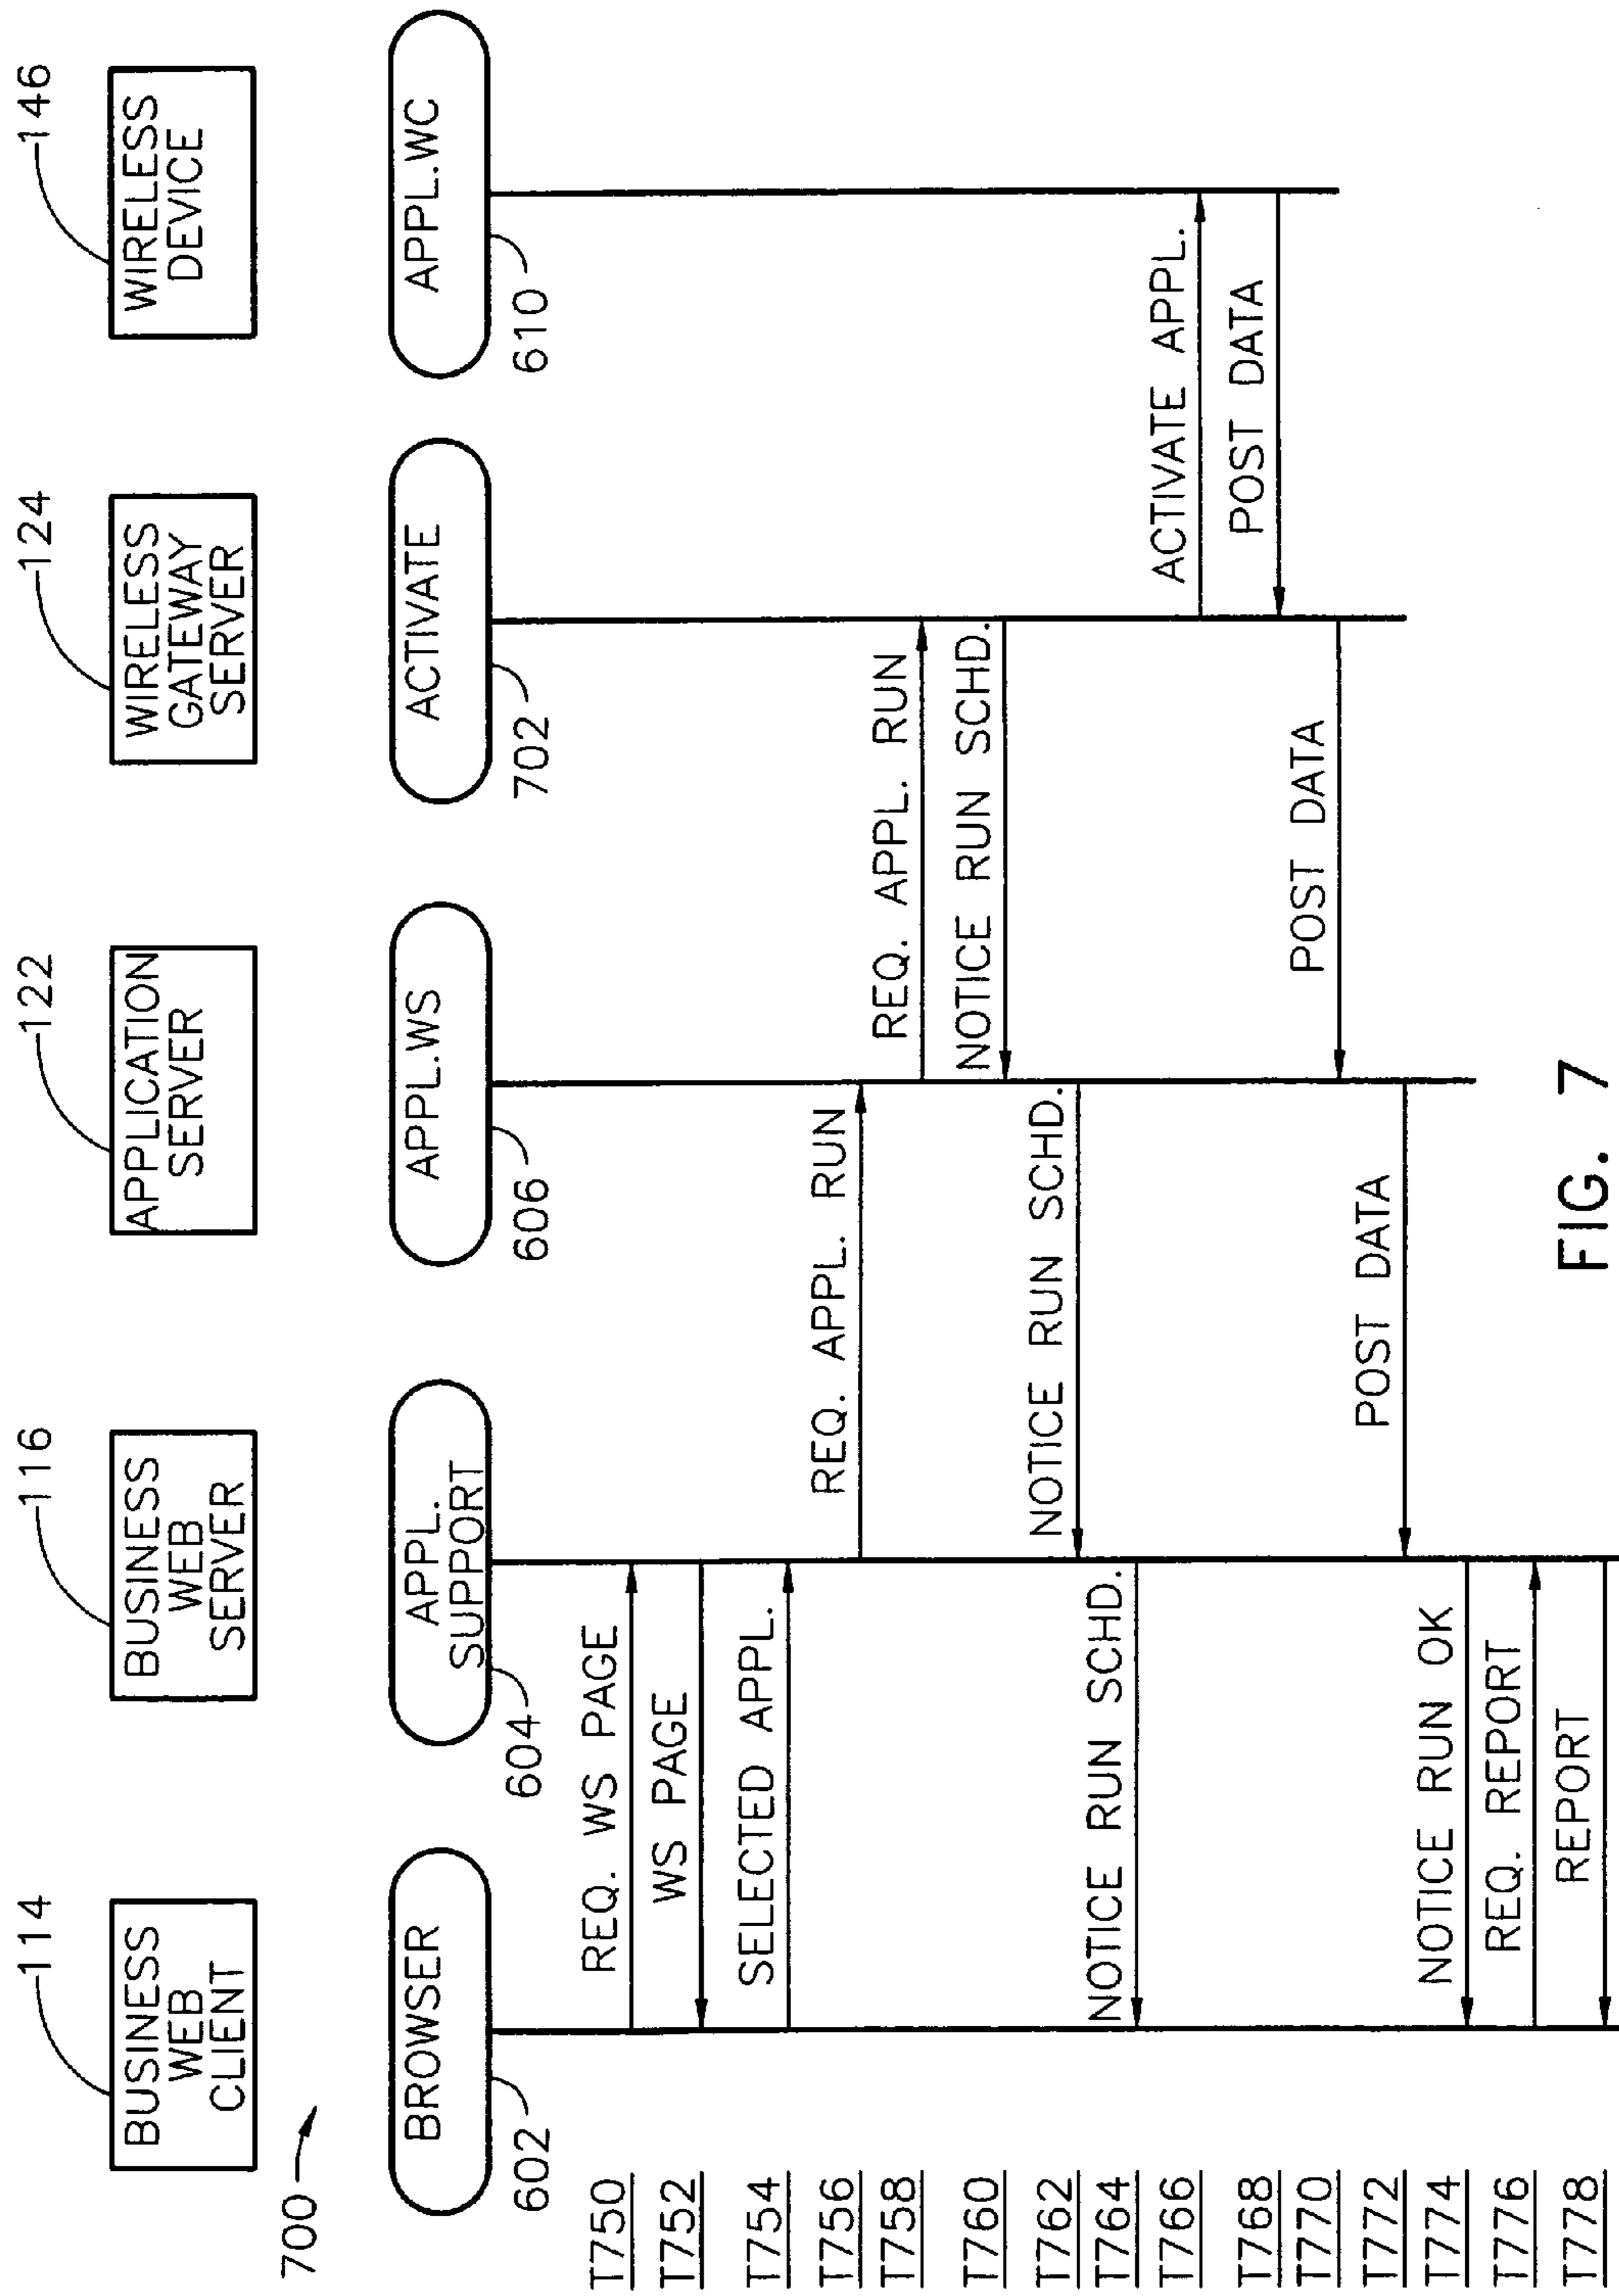 114
116
122
124
146
BUSINESS
WEB
CLIENT
BUSINESS
WEB
SERVER
APPLICATION
SERVER
WIRELESS
GATEWAY
SERVER
WIRELESS
DEVICE
700
BROWSER
APPL.
SUPPORT
APPL.WS
ACTIVATE
APPL.WC
602
604
606
702
610
T750
REQ. WS PAGE
T752
WS PAGE
T754
SELECTED APPL.
T756
REQ. APPL. RUN
T758
REQ. APPL. RUN
T760
NOTICE RUN SCHD.
T762
NOTICE RUN SCHD.
T764
NOTICE RUN SCHD.
T766
ACTIVATE APPL.
T768
POST DATA
T770
POST DATA
T772
POST DATA
T774
NOTICE RUN OK
T776
REQ. REPORT
T778
REPORT
FIG. 7